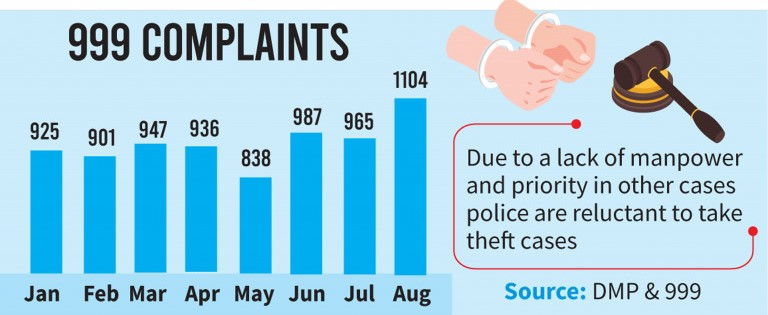 999 COMPLAINTS
925
901
947
936
838
987
965
1104
Jan Feb Mar Apr May Jun Jul Aug
Due to a lack of manpower
and priority in other cases
police are reluctant to take
theft cases
Source: DMP & 999